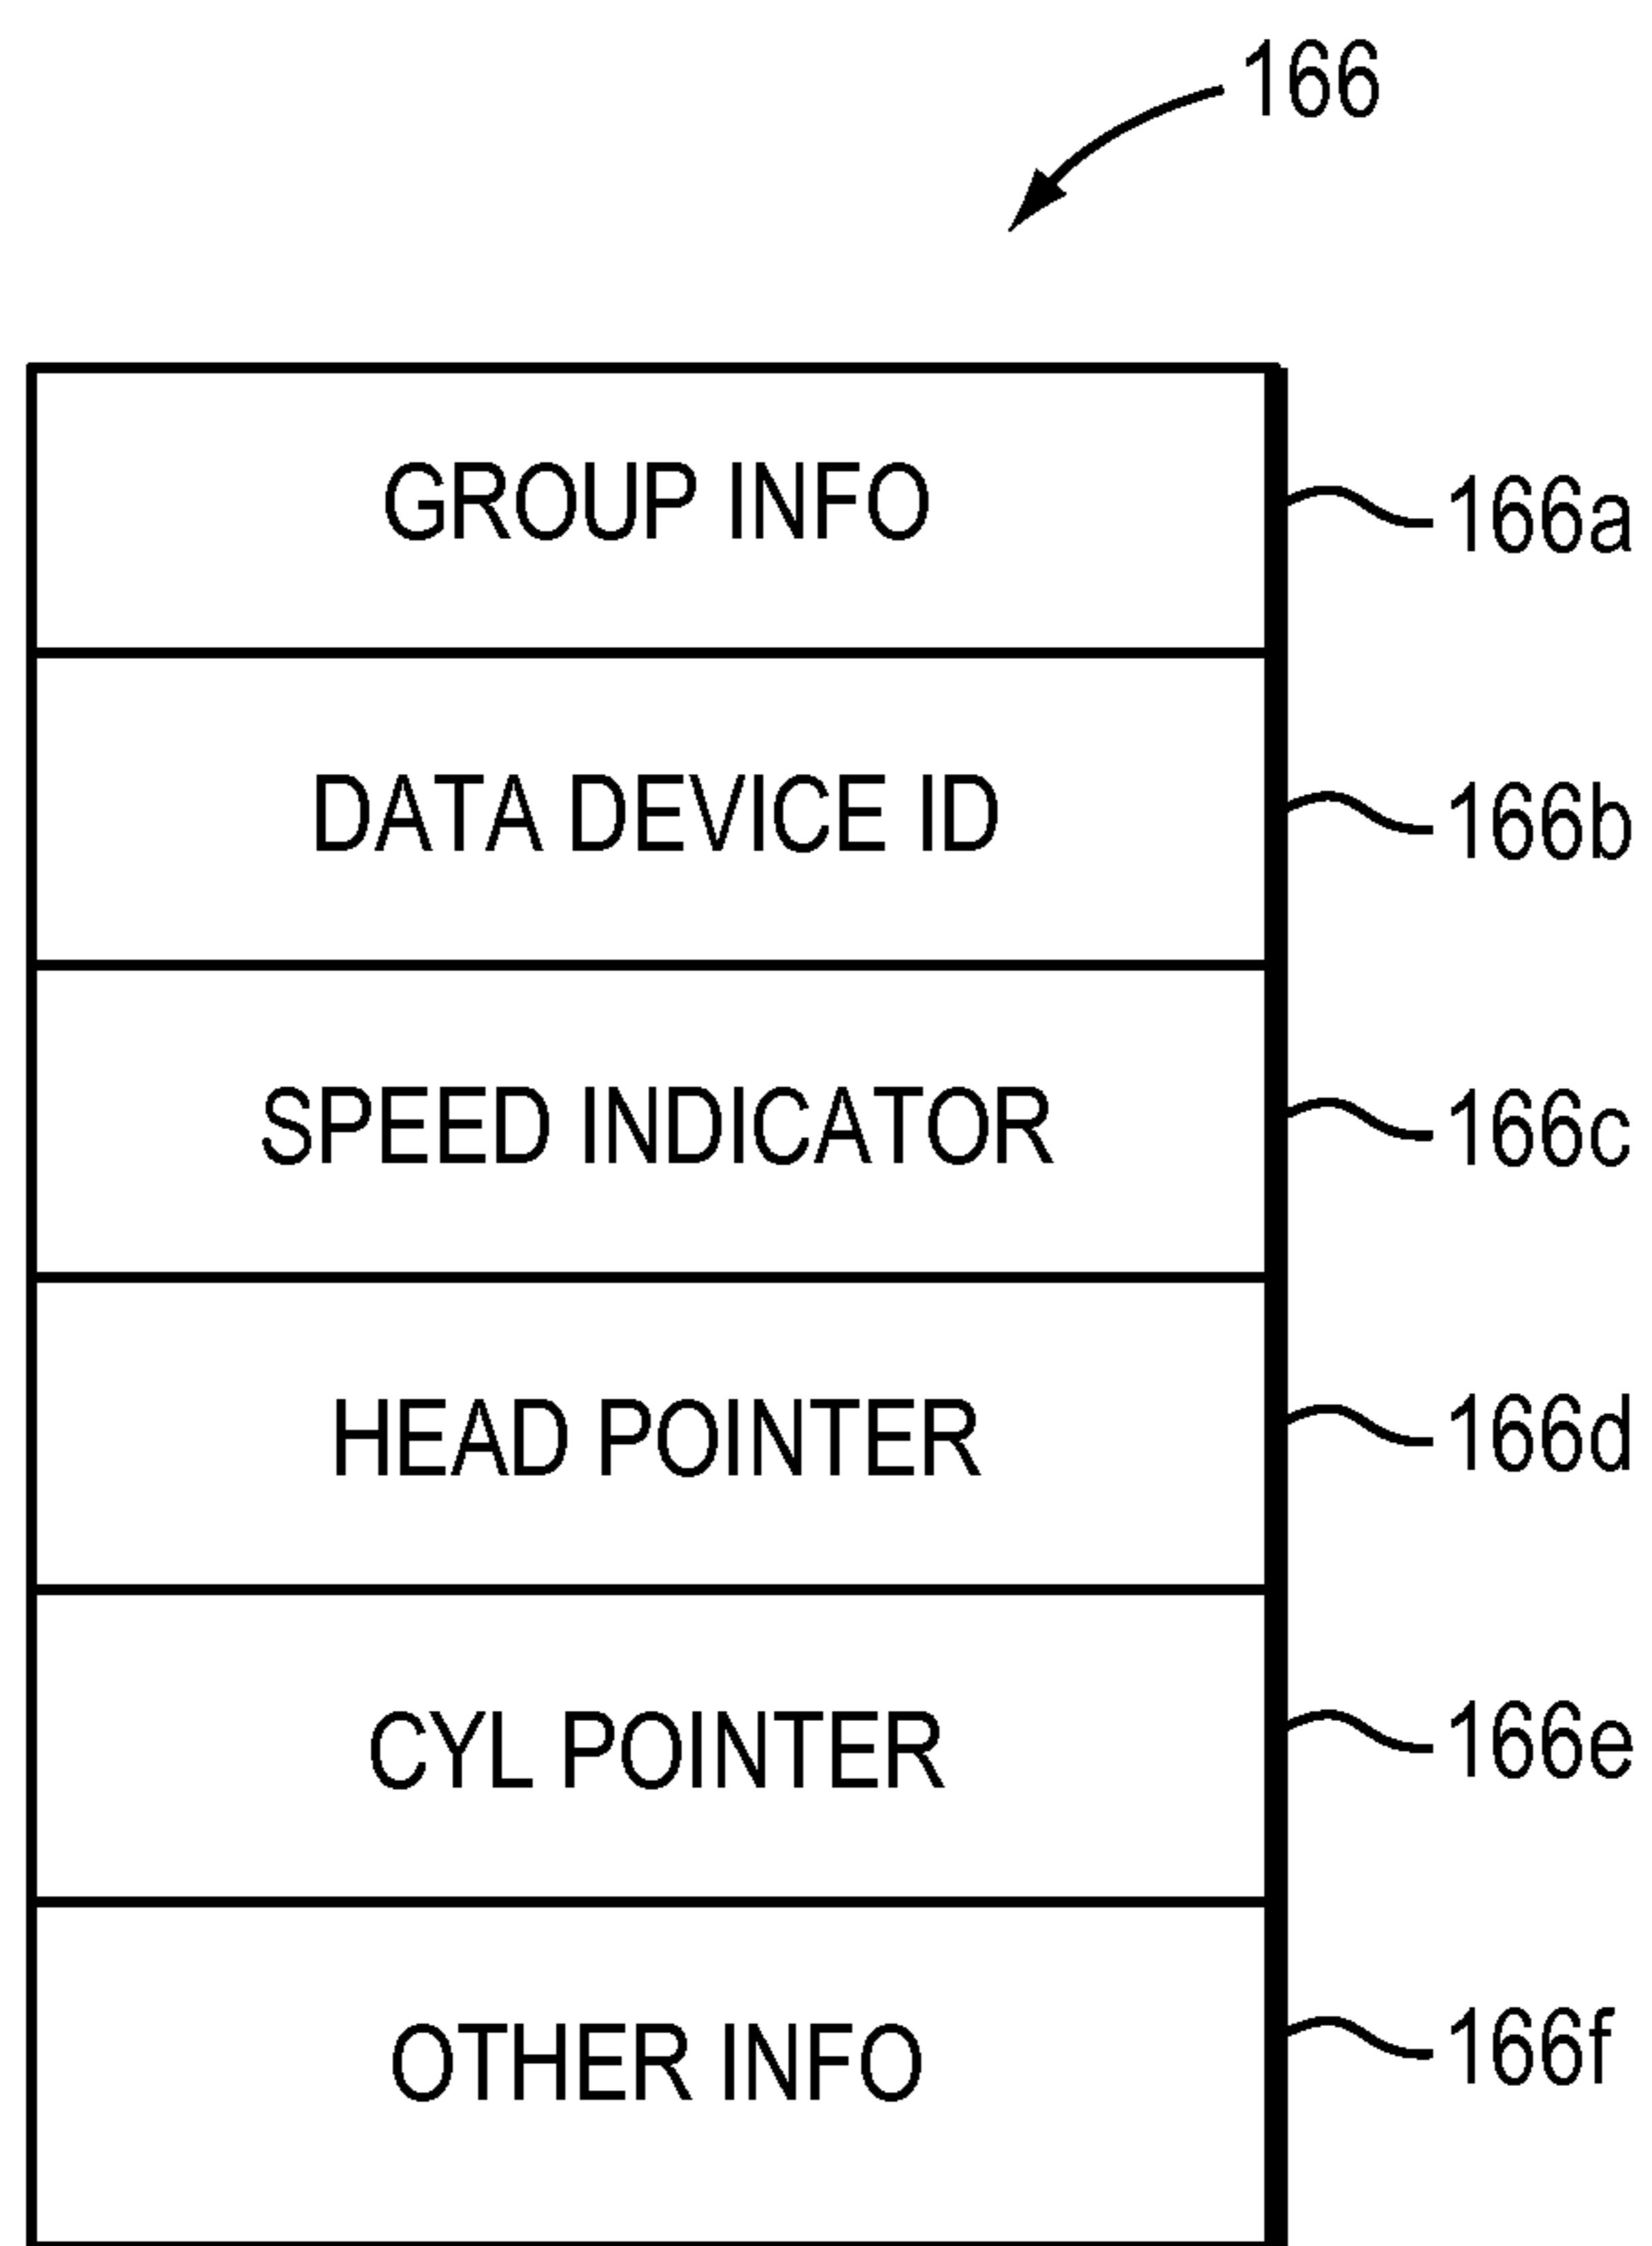 166
GROUP INFO 166a
DATA DEVICE ID 166b
SPEED INDICATOR 166c
HEAD POINTER 166d
CYL POINTER 166e
OTHER INFO 166f